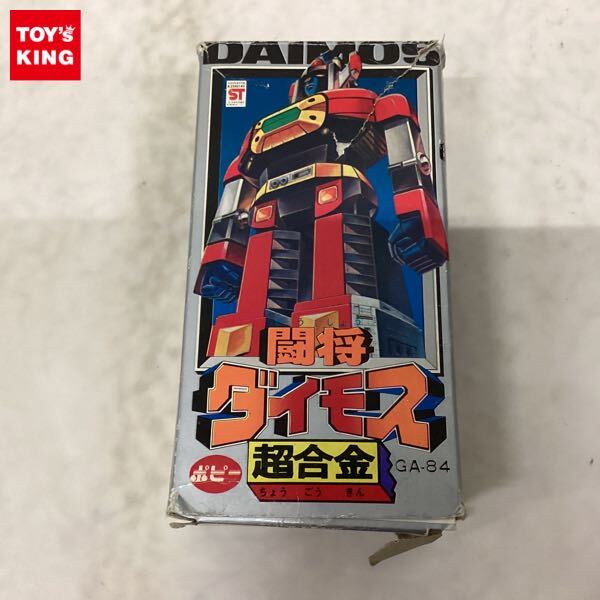 TOY'S
KING
DAIMOS
ST
闘将
ダイモス
ポピー
超合金
GA-84
ちょう ごう きん